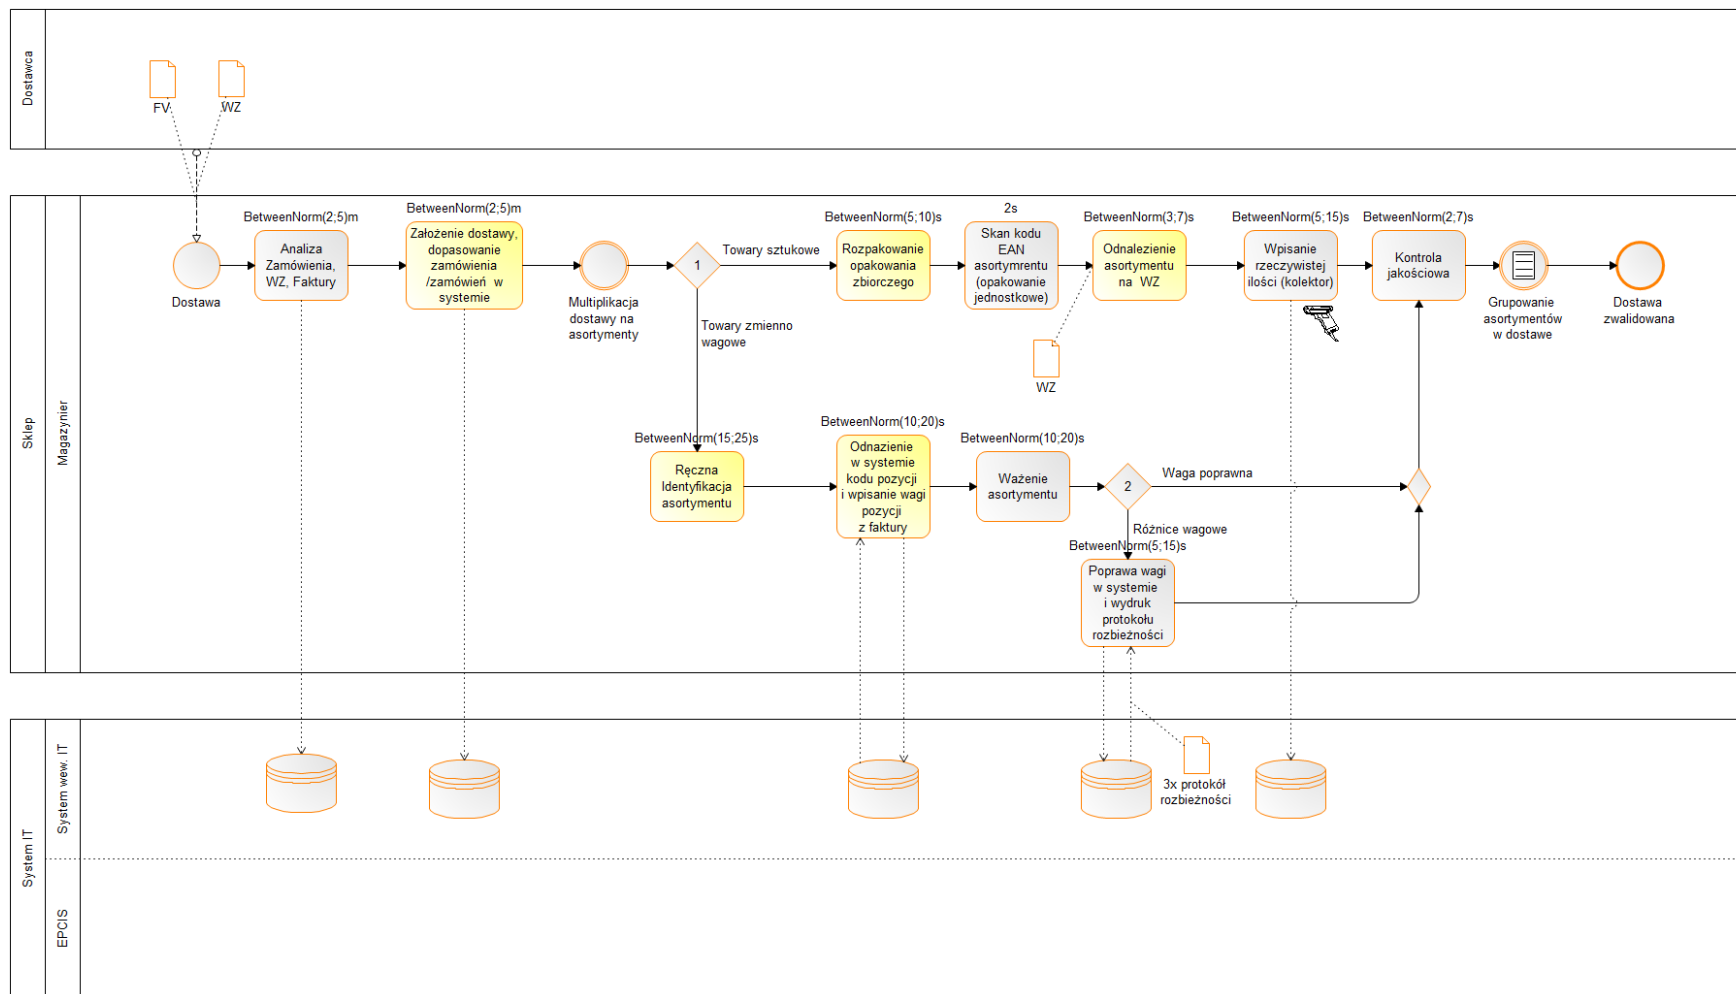 Dostawca
FV
WZ
Sklep
Magazynier
Dostawa
BetweenNorm(2;5)m
Analiza
Zamówienia,
WZ, Faktury
BetweenNorm(2;5)m
Założenie dostawy,
dopasowanie
zamówienia
/zamówień w
systemie
Multiplikacja
dostawy na
asortymenty
1
Towary sztukowe
Towary zmienno
wagowe
BetweenNorm(5;10)s
Rozpakowanie
opakowania
zbiorczego
2s
Skan kodu
EAN
asortymrentu
(opakowanie
jednostkowe)
BetweenNorm(3;7)s
Odnalezienie
asortymentu
na WZ
WZ
BetweenNorm(5;15)s
Wpisanie
rzeczywistej
ilości (kolektor)
BetweenNorm(2;7)s
Kontrola
jakościowa
Grupowanie
asortymentów
w dostawe
Dostawa
zwalidowana
BetweenNorm(15;25)s
Ręczna
Identyfikacja
asortymentu
BetweenNorm(10;20)s
Odnazienie
w systemie
kodu pozycji
i wpisanie wagi
pozycji
z faktury
BetweenNorm(10;20)s
Ważenie
asortymentu
2
Waga poprawna
Różnice wagowe
BetweenNorm(5;15)s
Poprawa wagi
w systemie
i wydruk
protokołu
rozbieżności
System IT
System wew. IT
3x protokół
rozbieżności
EPCIS